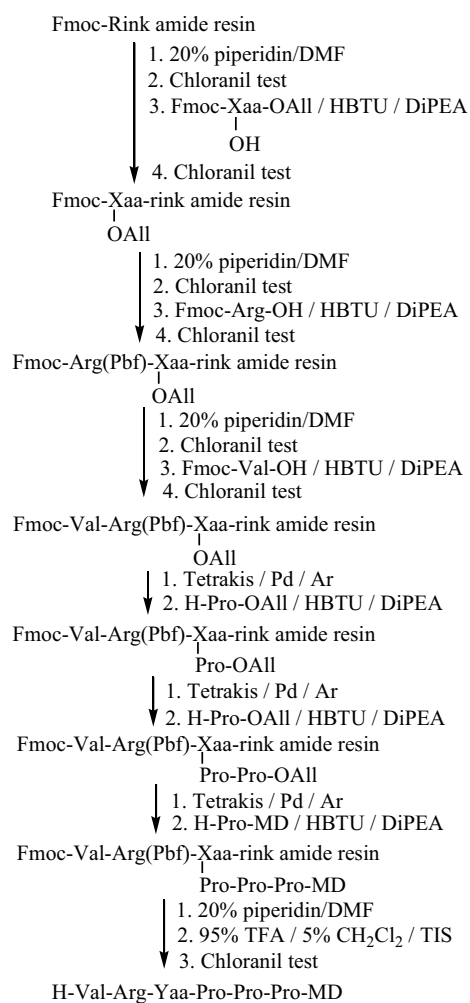 Fmoc-Rink amide resin
1. 20% piperidin/DMF
2. Chloranil test
3. Fmoc-Xaa-OAll / HBTU / DiPEA
OH
4. Chloranil test
Fmoc-Xaa-rink amide resin
OAll
1. 20% piperidin/DMF
2. Chloranil test
3. Fmoc-Arg-OH / HBTU / DiPEA
4. Chloranil test
Fmoc-Arg(Pbf)-Xaa-rink amide resin
OAll
1. 20% piperidin/DMF
2. Chloranil test
3. Fmoc-Val-OH / HBTU / DiPEA
4. Chloranil test
Fmoc-Val-Arg(Pbf)-Xaa-rink amide resin
OAll
1. Tetrakis / Pd / Ar
2. H-Pro-OAll / HBTU / DiPEA
Fmoc-Val-Arg(Pbf)-Xaa-rink amide resin
Pro-OAll
1. Tetrakis / Pd / Ar
2. H-Pro-OAll / HBTU / DiPEA
Fmoc-Val-Arg(Pbf)-Xaa-rink amide resin
Pro-Pro-OAll
1. Tetrakis / Pd / Ar
2. H-Pro-MD / HBTU / DiPEA
Fmoc-Val-Arg(Pbf)-Xaa-rink amide resin
Pro-Pro-Pro-MD
1. 20% piperidin/DMF
2. 95% TFA / 5% CH₂Cl₂ / TIS
3. Chloranil test
H-Val-Arg-Yaa-Pro-Pro-Pro-MD